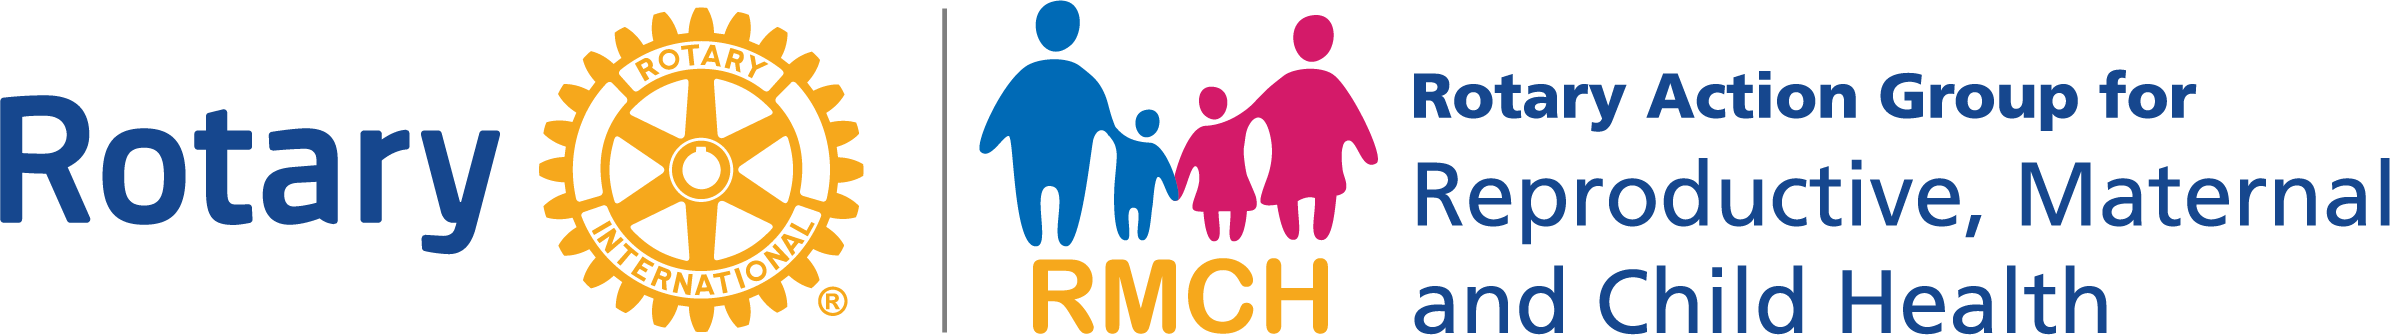 Rotary
ROTARY
INTERNATIONAL
®
RMCH
Rotary Action Group for
Reproductive, Maternal
and Child Health